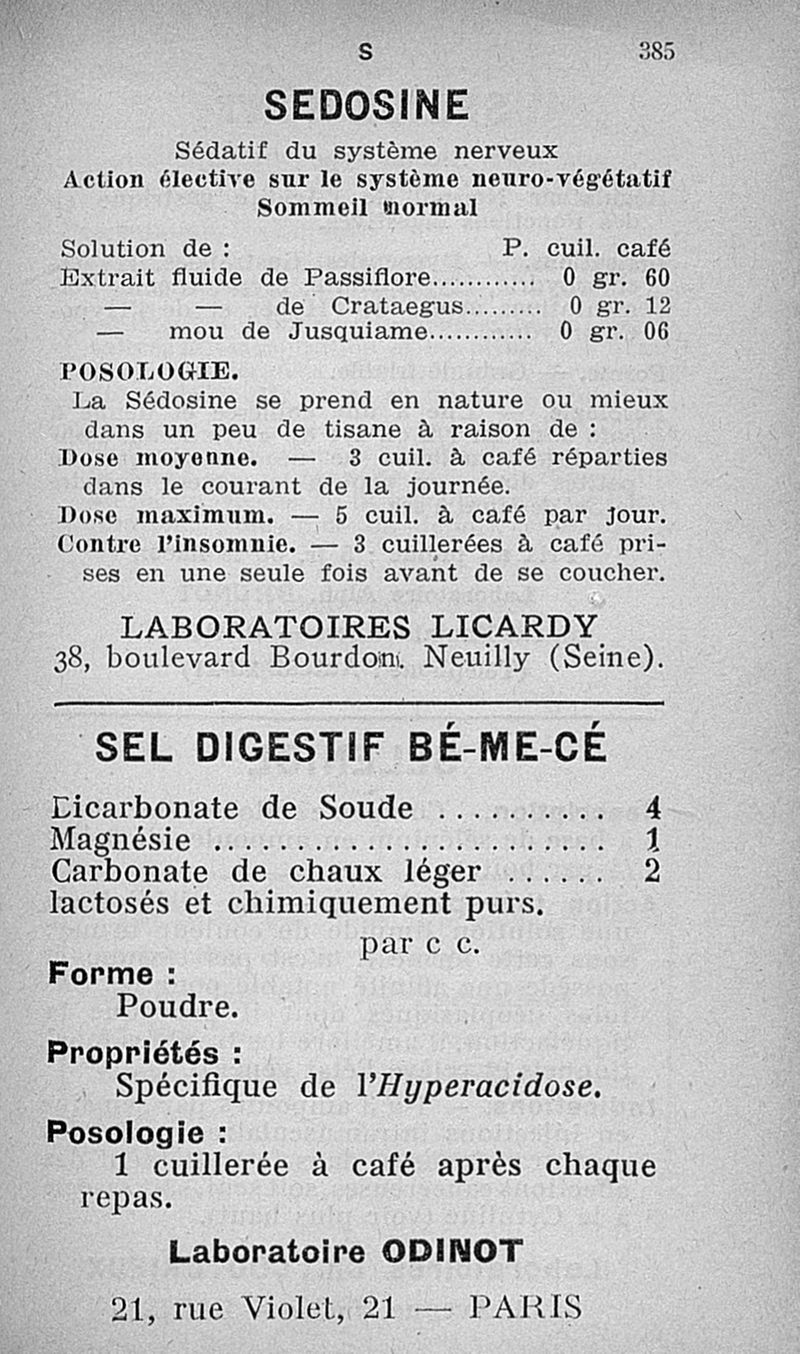 S 385
SEDOSINE
Sédatif du système nerveux
Action élective sur le système neuro-végétatif
Sommeil normal
Solution de : P. cuil. café
Extrait fluide de Passiflore............ 0 gr. 60
— — de Crataegus......... 0 gr. 12
— mou de Jusquiame............ 0 gr. 06
POSOLOGIE.
La Sédosine se prend en nature ou mieux
dans un peu de tisane à raison de :
Dose moyenne. — 3 cuil. à café réparties
dans le courant de la journée.
Dose maximum. — 5 cuil. à café par jour.
Contre l'insomnie. — 3 cuillerées à café pri-
ses en une seule fois avant de se coucher.
LABORATOIRES LICARDY
38, boulevard Bourdon. Neuilly (Seine).
SEL DIGESTIF BÉ-ME-CÉ
Bicarbonate de Soude .......... 4
Magnésie ........................ 1
Carbonate de chaux léger ...... 2
lactosés et chimiquement purs.
par c c.
Forme :
Poudre.
Propriétés :
Spécifique de l'Hyperacidose.
Posologie :
1 cuillerée à café après chaque
repas.
Laboratoire ODINOT
21, rue Violet, 21 — PARIS